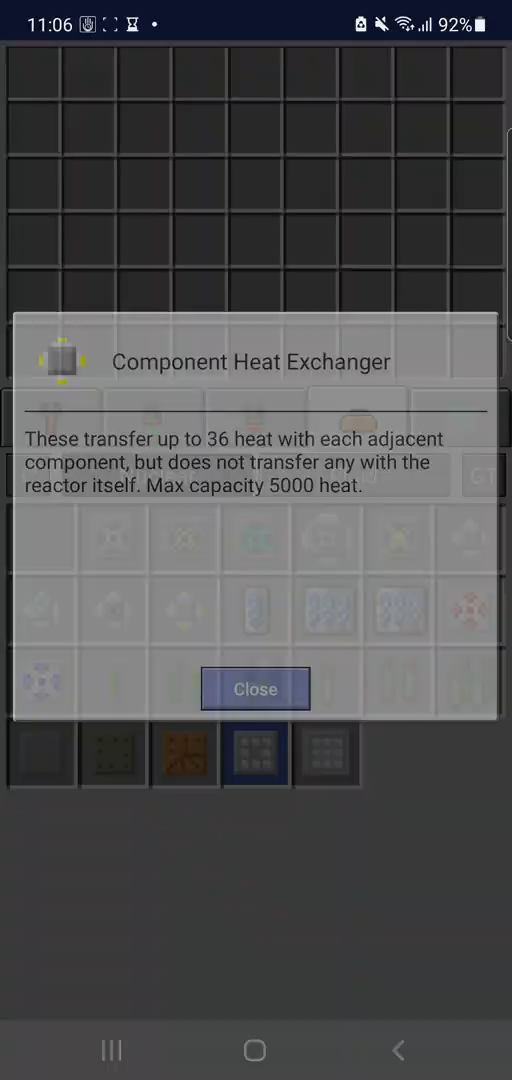 11:06
92%
Component Heat Exchanger
These transfer up to 36 heat with each adjacent
component, but does not transfer any with the
reactor itself. Max capacity 5000 heat.
GT
Close